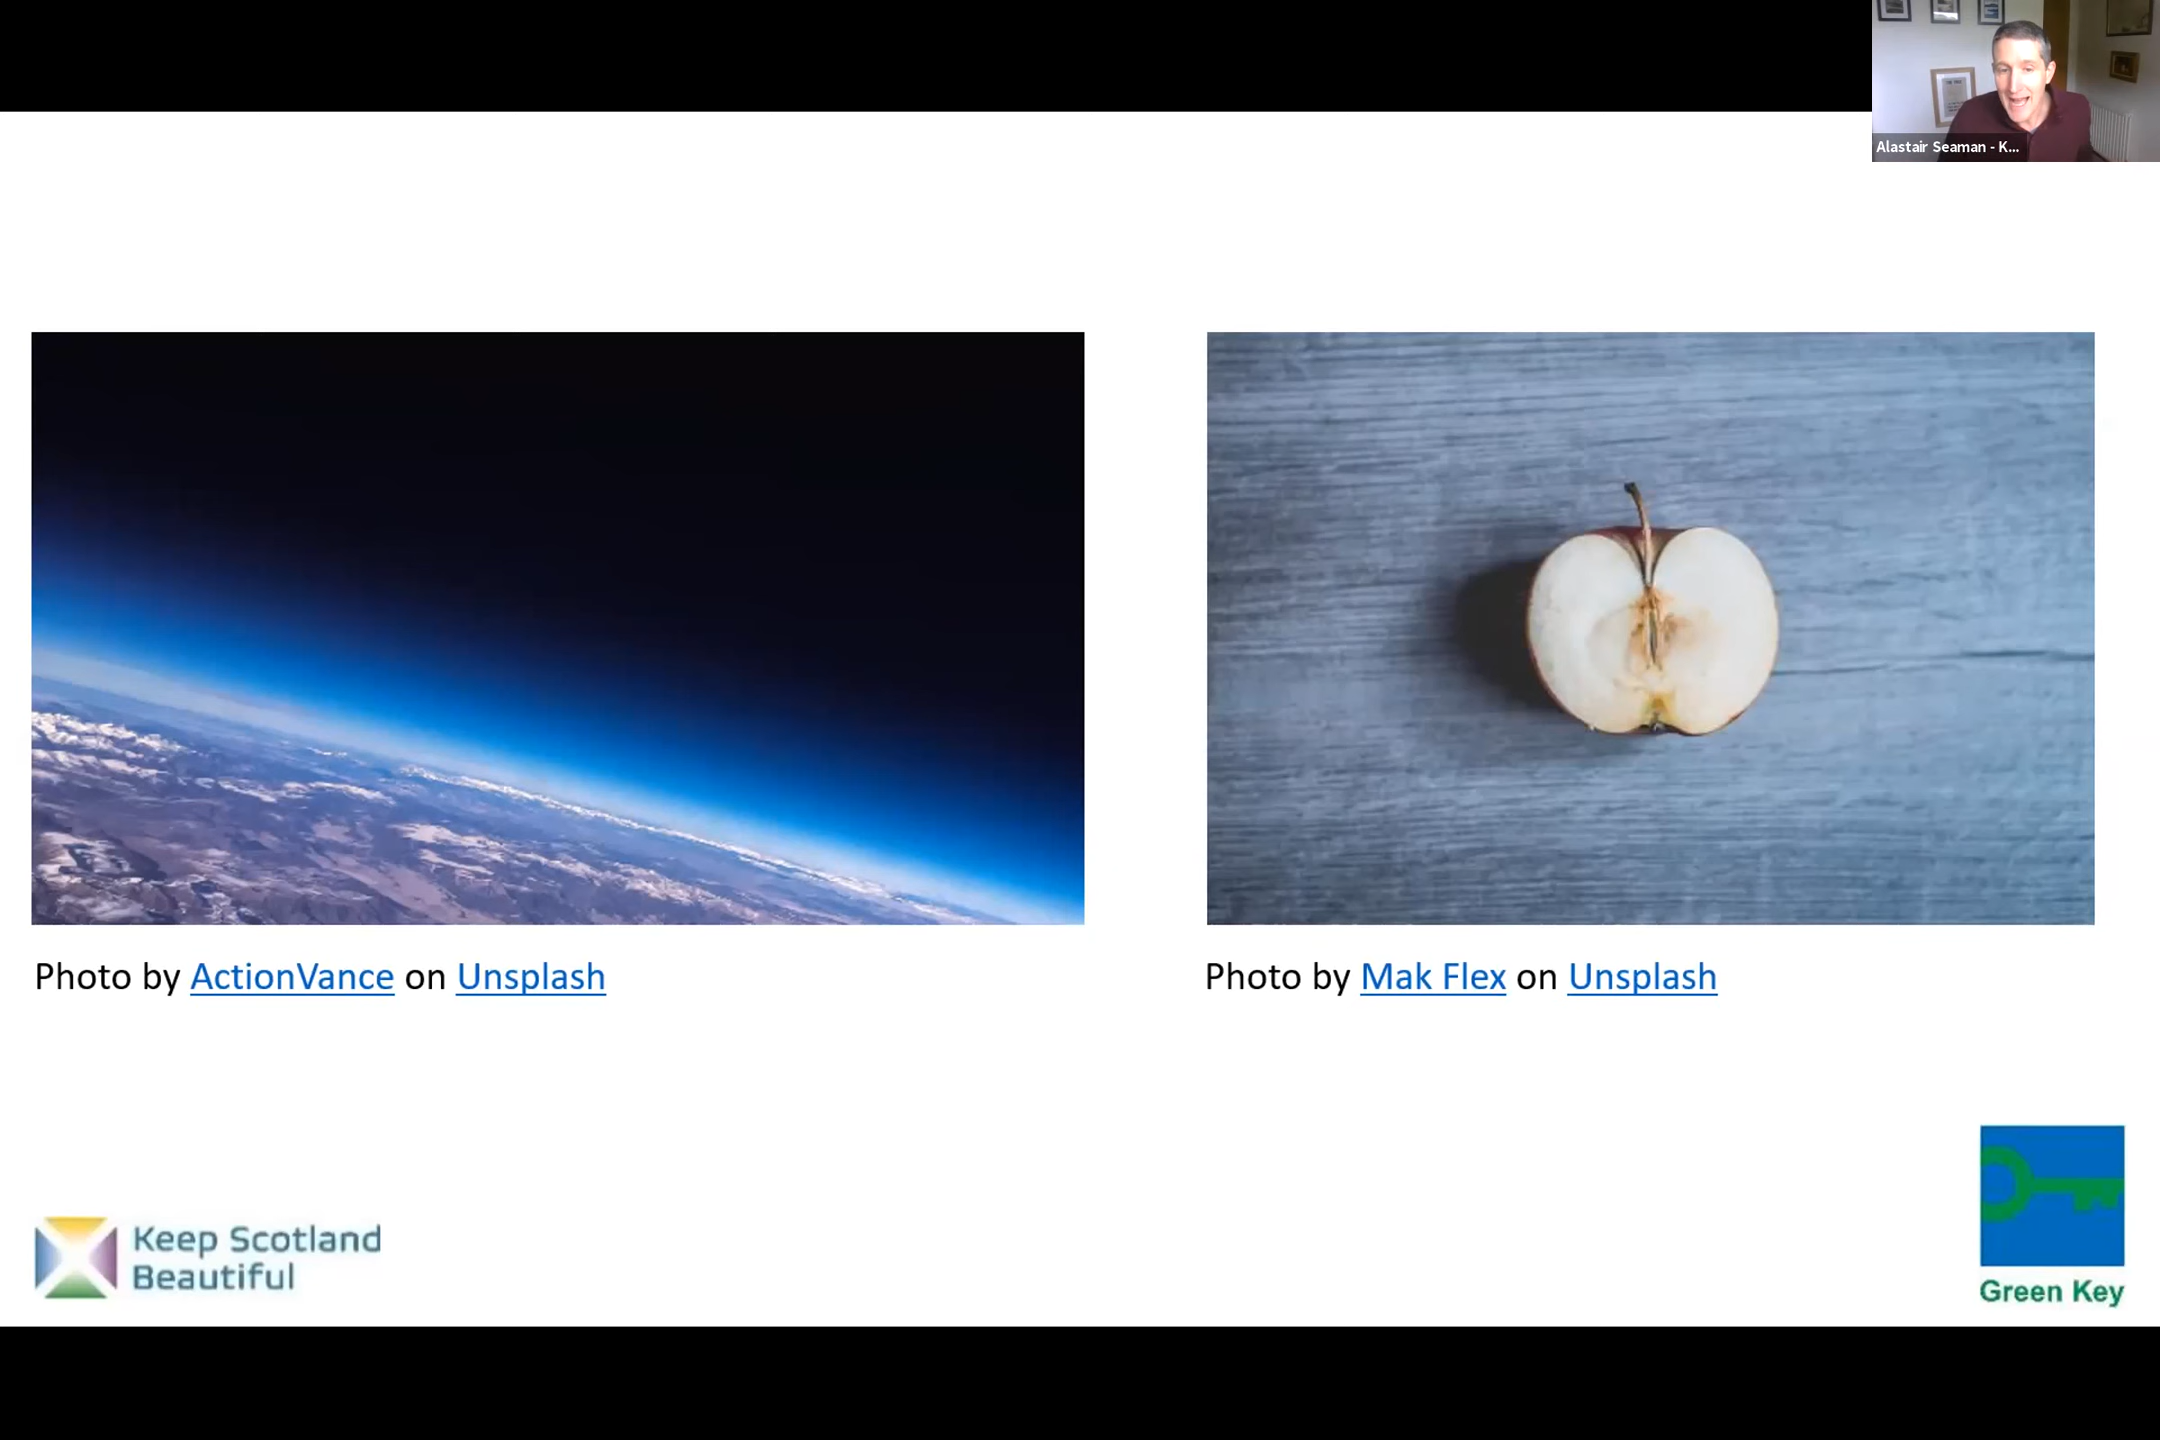 Alastair Seaman - K...
Photo by ActionVance on Unsplash
Photo by Mak Flex on Unsplash
Keep Scotland
Beautiful
Green Key